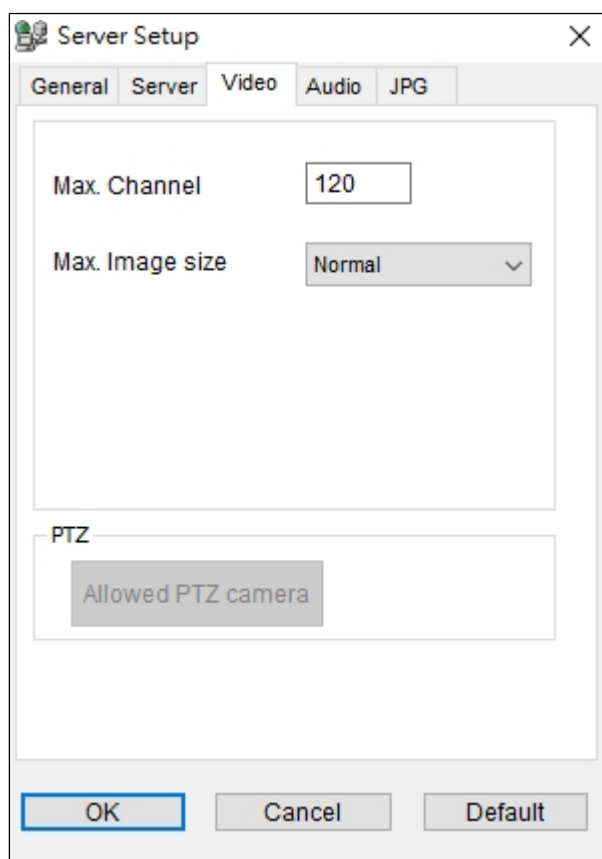 Server Setup
General Server Video Audio JPG
Max. Channel 120
Max. Image size Normal
PTZ
Allowed PTZ camera
OK Cancel Default